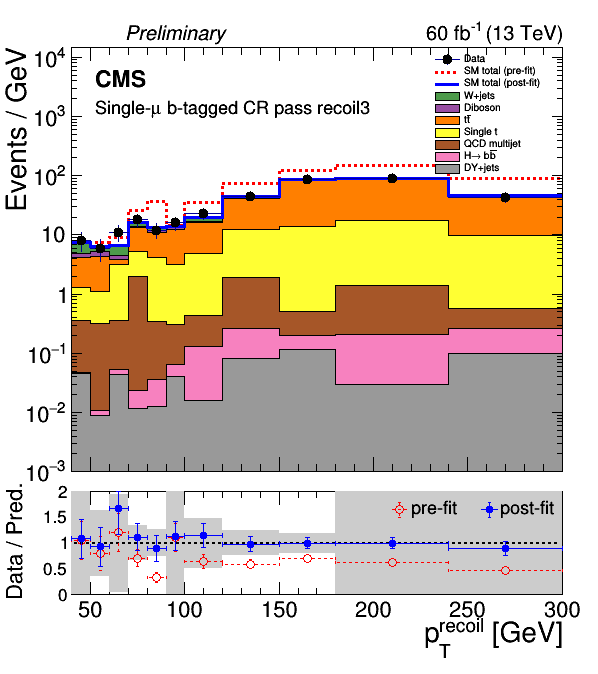 Preliminary 60 fb⁻¹ (13 TeV)
CMS
Single-μ b-tagged CR pass recoil3
Data
SM total (pre-fit)
SM total (post-fit)
W+jets
Diboson
tt̅
Single t
QCD multijet
H→ bb̅
DY+jets
Events / GeV
10⁴
10³
10²
10
1
10⁻¹
10⁻²
10⁻³
Data / Pred.
2
1.5
1
0.5
0
pre-fit post-fit
50 100 150 200 250 300
p_T^recoil [GeV]